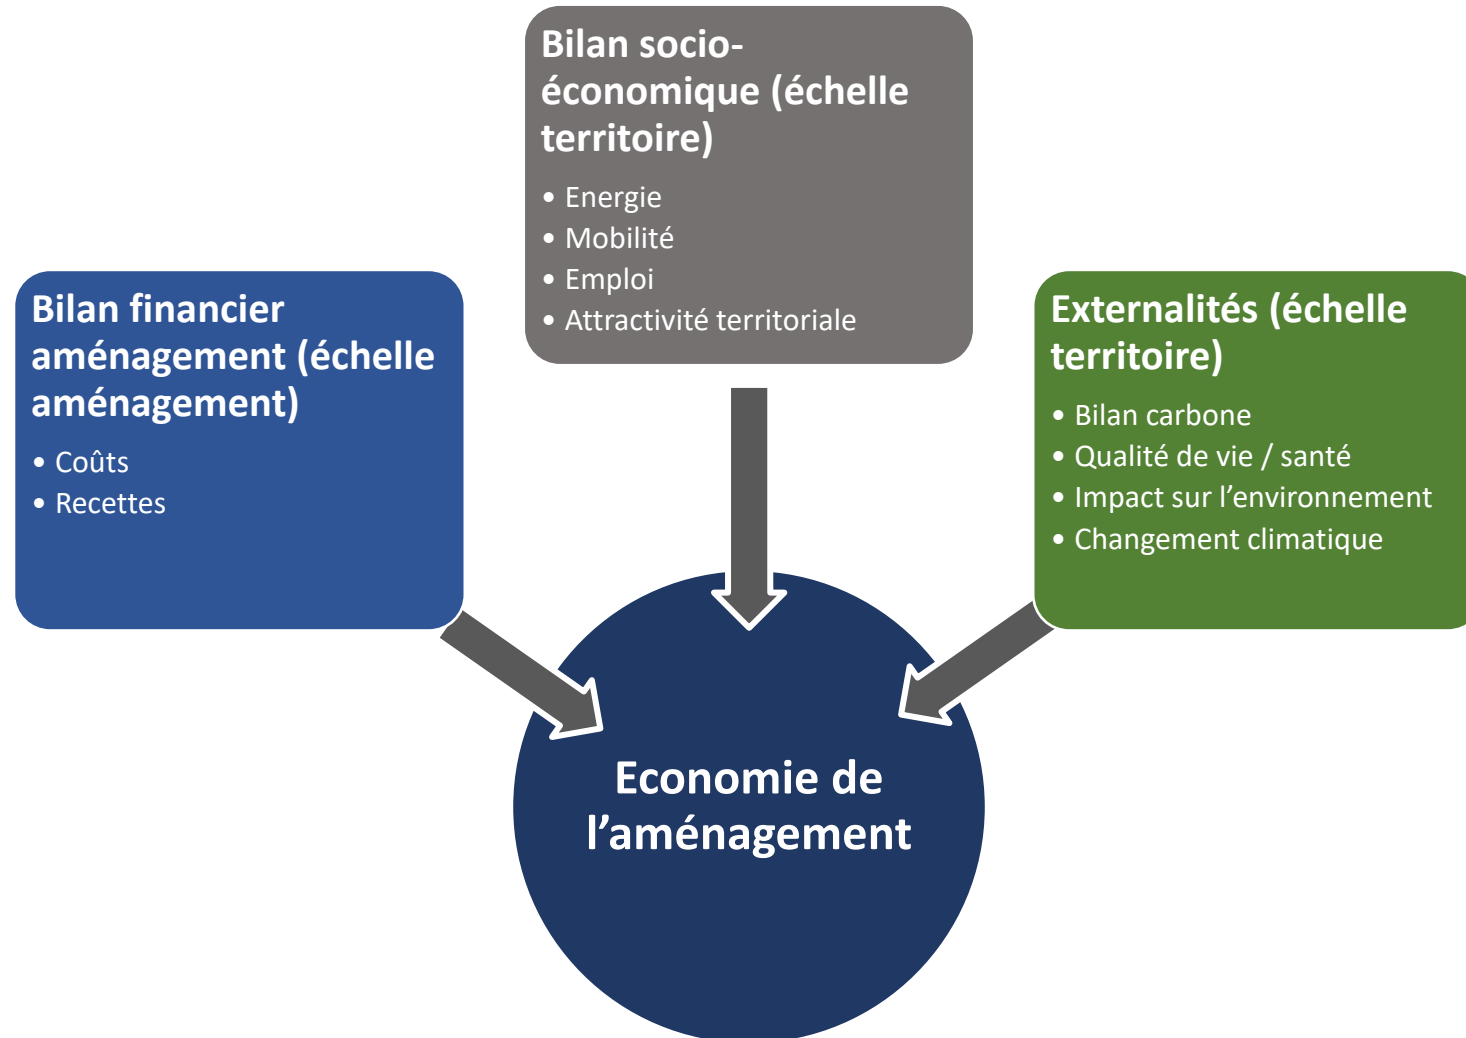 Bilan socio-
économique (échelle
territoire)
• Energie
• Mobilité
• Emploi
• Attractivité territoriale
Bilan financier
aménagement (échelle
aménagement)
• Coûts
• Recettes
Externalités (échelle
territoire)
• Bilan carbone
• Qualité de vie / santé
• Impact sur l’environnement
• Changement climatique
Economie de
l’aménagement